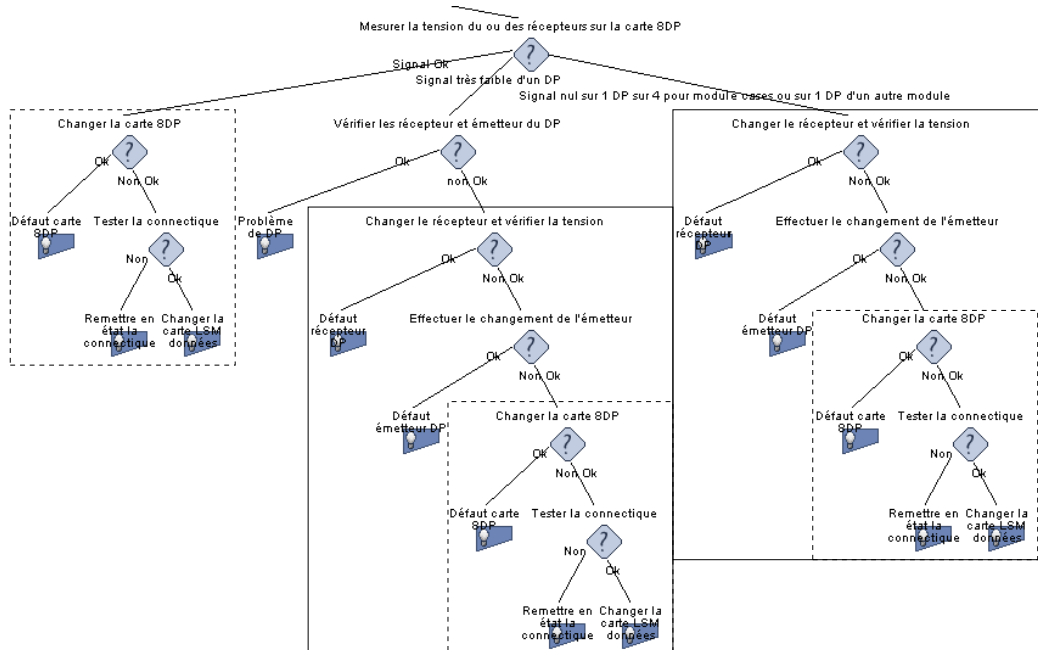 Mesurer la tension du ou des récepteurs sur la carte 8DP
Signal Ok
Signal très faible d'un DP
Signal nul sur 1 DP sur 4 pour module cases ou sur 1 DP d'un autre module
Changer la carte 8DP
Ok
Non Ok
Défaut carte
8DP
Tester la connectique
Non
Ok
Remettre en
état la
connectique
Changer la
carte LSM
données
Vérifier les récepteur et émetteur du DP
Ok
non Ok
Problème
de DP
Changer le récepteur et vérifier la tension
Ok
Non Ok
Défaut
récepteur
DP
Effectuer le changement de l'émetteur
Ok
Non Ok
Défaut
émetteur DP
Changer la carte 8DP
Ok
Non Ok
Défaut carte
8DP
Tester la connectique
Non
Ok
Remettre en
état la
connectique
Changer la
carte LSM
données
Changer le récepteur et vérifier la tension
Ok
Non Ok
Défaut
récepteur
DP
Effectuer le changement de l'émetteur
Ok
Non Ok
Défaut
émetteur DP
Changer la carte 8DP
Ok
Non Ok
Défaut carte
8DP
Tester la connectique
Non
Ok
Remettre en
état la
connectique
Changer la
carte LSM
données